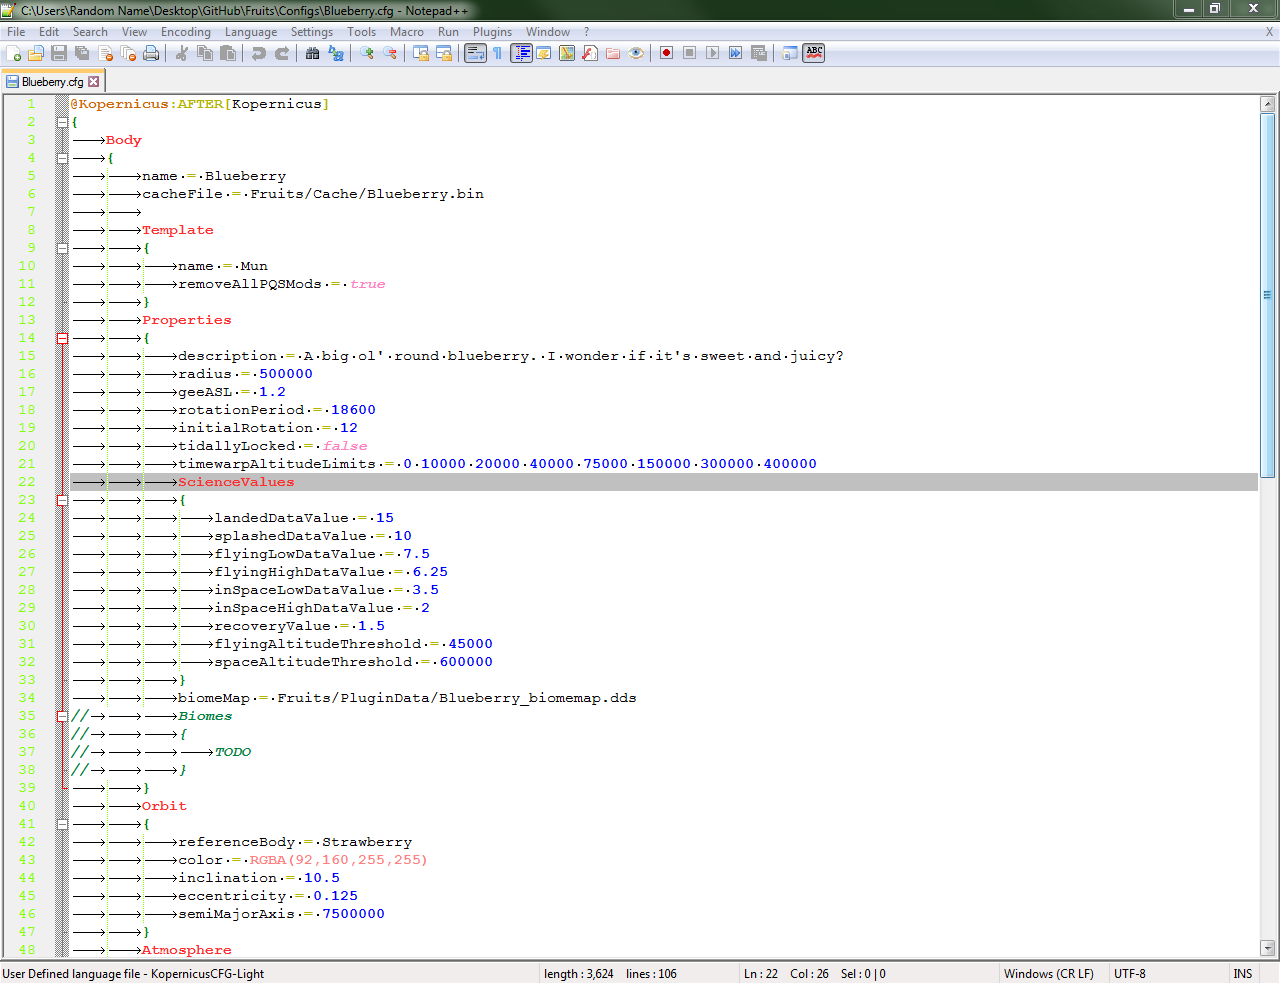 C:\Users\Random Name\Desktop\GitHub\Fruits\Configs\Blueberry.cfg - Notepad++
File Edit Search View Encoding Language Settings Tools Macro Run Plugins Window ? X
ABC
Blueberry.cfg
1 @Kopernicus:AFTER[Kopernicus]
2 {
3 Body
4 {
5 name = Blueberry
6 cacheFile = Fruits/Cache/Blueberry.bin
7
8 Template
9 {
10 name = Mun
11 removeAllPQSMods = true
12 }
13 Properties
14 {
15 description = A big ol' round blueberry. I wonder if it's sweet and juicy?
16 radius = 500000
17 geeASL = 1.2
18 rotationPeriod = 18600
19 initialRotation = 12
20 tidallyLocked = false
21 timewarpAltitudeLimits = 0 10000 20000 40000 75000 150000 300000 400000
22 ScienceValues
23 {
24 landedDataValue = 15
25 splashedDataValue = 10
26 flyingLowDataValue = 7.5
27 flyingHighDataValue = 6.25
28 inSpaceLowDataValue = 3.5
29 inSpaceHighDataValue = 2
30 recoveryValue = 1.5
31 flyingAltitudeThreshold = 45000
32 spaceAltitudeThreshold = 600000
33 }
34 biomeMap = Fruits/PluginData/Blueberry_biomemap.dds
35 // Biomes
36 // {
37 // TODO
38 // }
39 }
40 Orbit
41 {
42 referenceBody = Strawberry
43 color = RGBA(92,160,255,255)
44 inclination = 10.5
45 eccentricity = 0.125
46 semiMajorAxis = 7500000
47 }
48 Atmosphere
User Defined language file - KopernicusCFG-Light length : 3,624 lines : 106 Ln : 22 Col : 26 Sel : 0 | 0 Windows (CR LF) UTF-8 INS